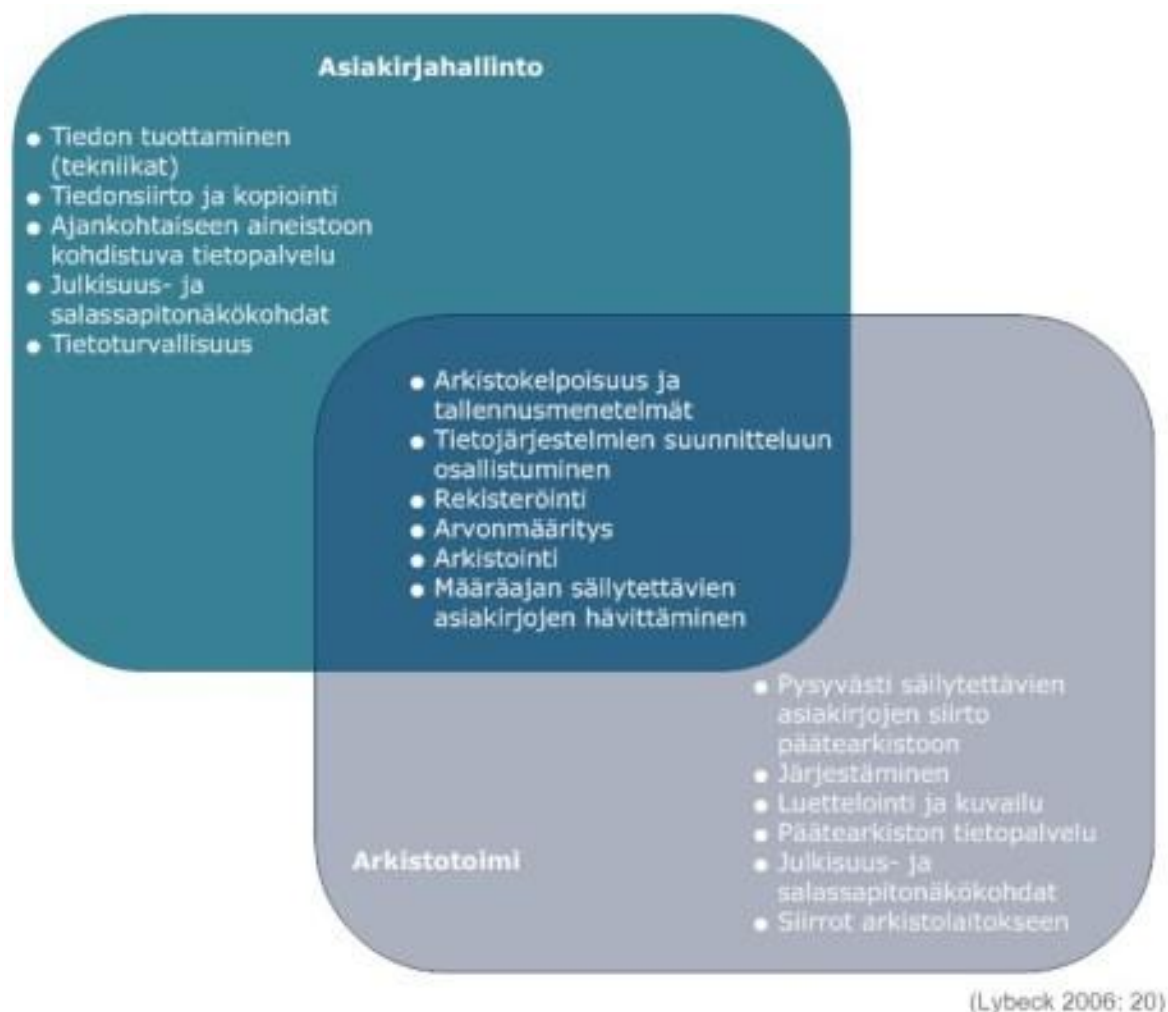 Asiakirjahallinto
● Tiedon tuottaminen
(tekniikat)
● Tiedonsiirto ja kopiointi
● Ajankohtaiseen aineistoon
kohdistuva tietopalvelu
● Julkisuus- ja
salassapitonäkökohdat
● Tietoturvallisuus
● Arkistokelpoisuus ja
tallennusmenetelmät
● Tietojärjestelmien suunnitteluun
osallistuminen
● Rekisteröinti
● Arvonmääritys
● Arkistointi
● Määräajan säilytettävien
asiakirjojen hävittäminen
● Pysyvästi säilytettävien
asiakirjojen siirto
päätearkistoon
● Järjestäminen
● Luettelointi ja kuvailu
● Päätearkiston tietopalvelu
● Julkisuus- ja
salassapitonäkökohdat
● Siirrot arkistolaitokseen
Arkistotoimi
(Lybeck 2006: 20)